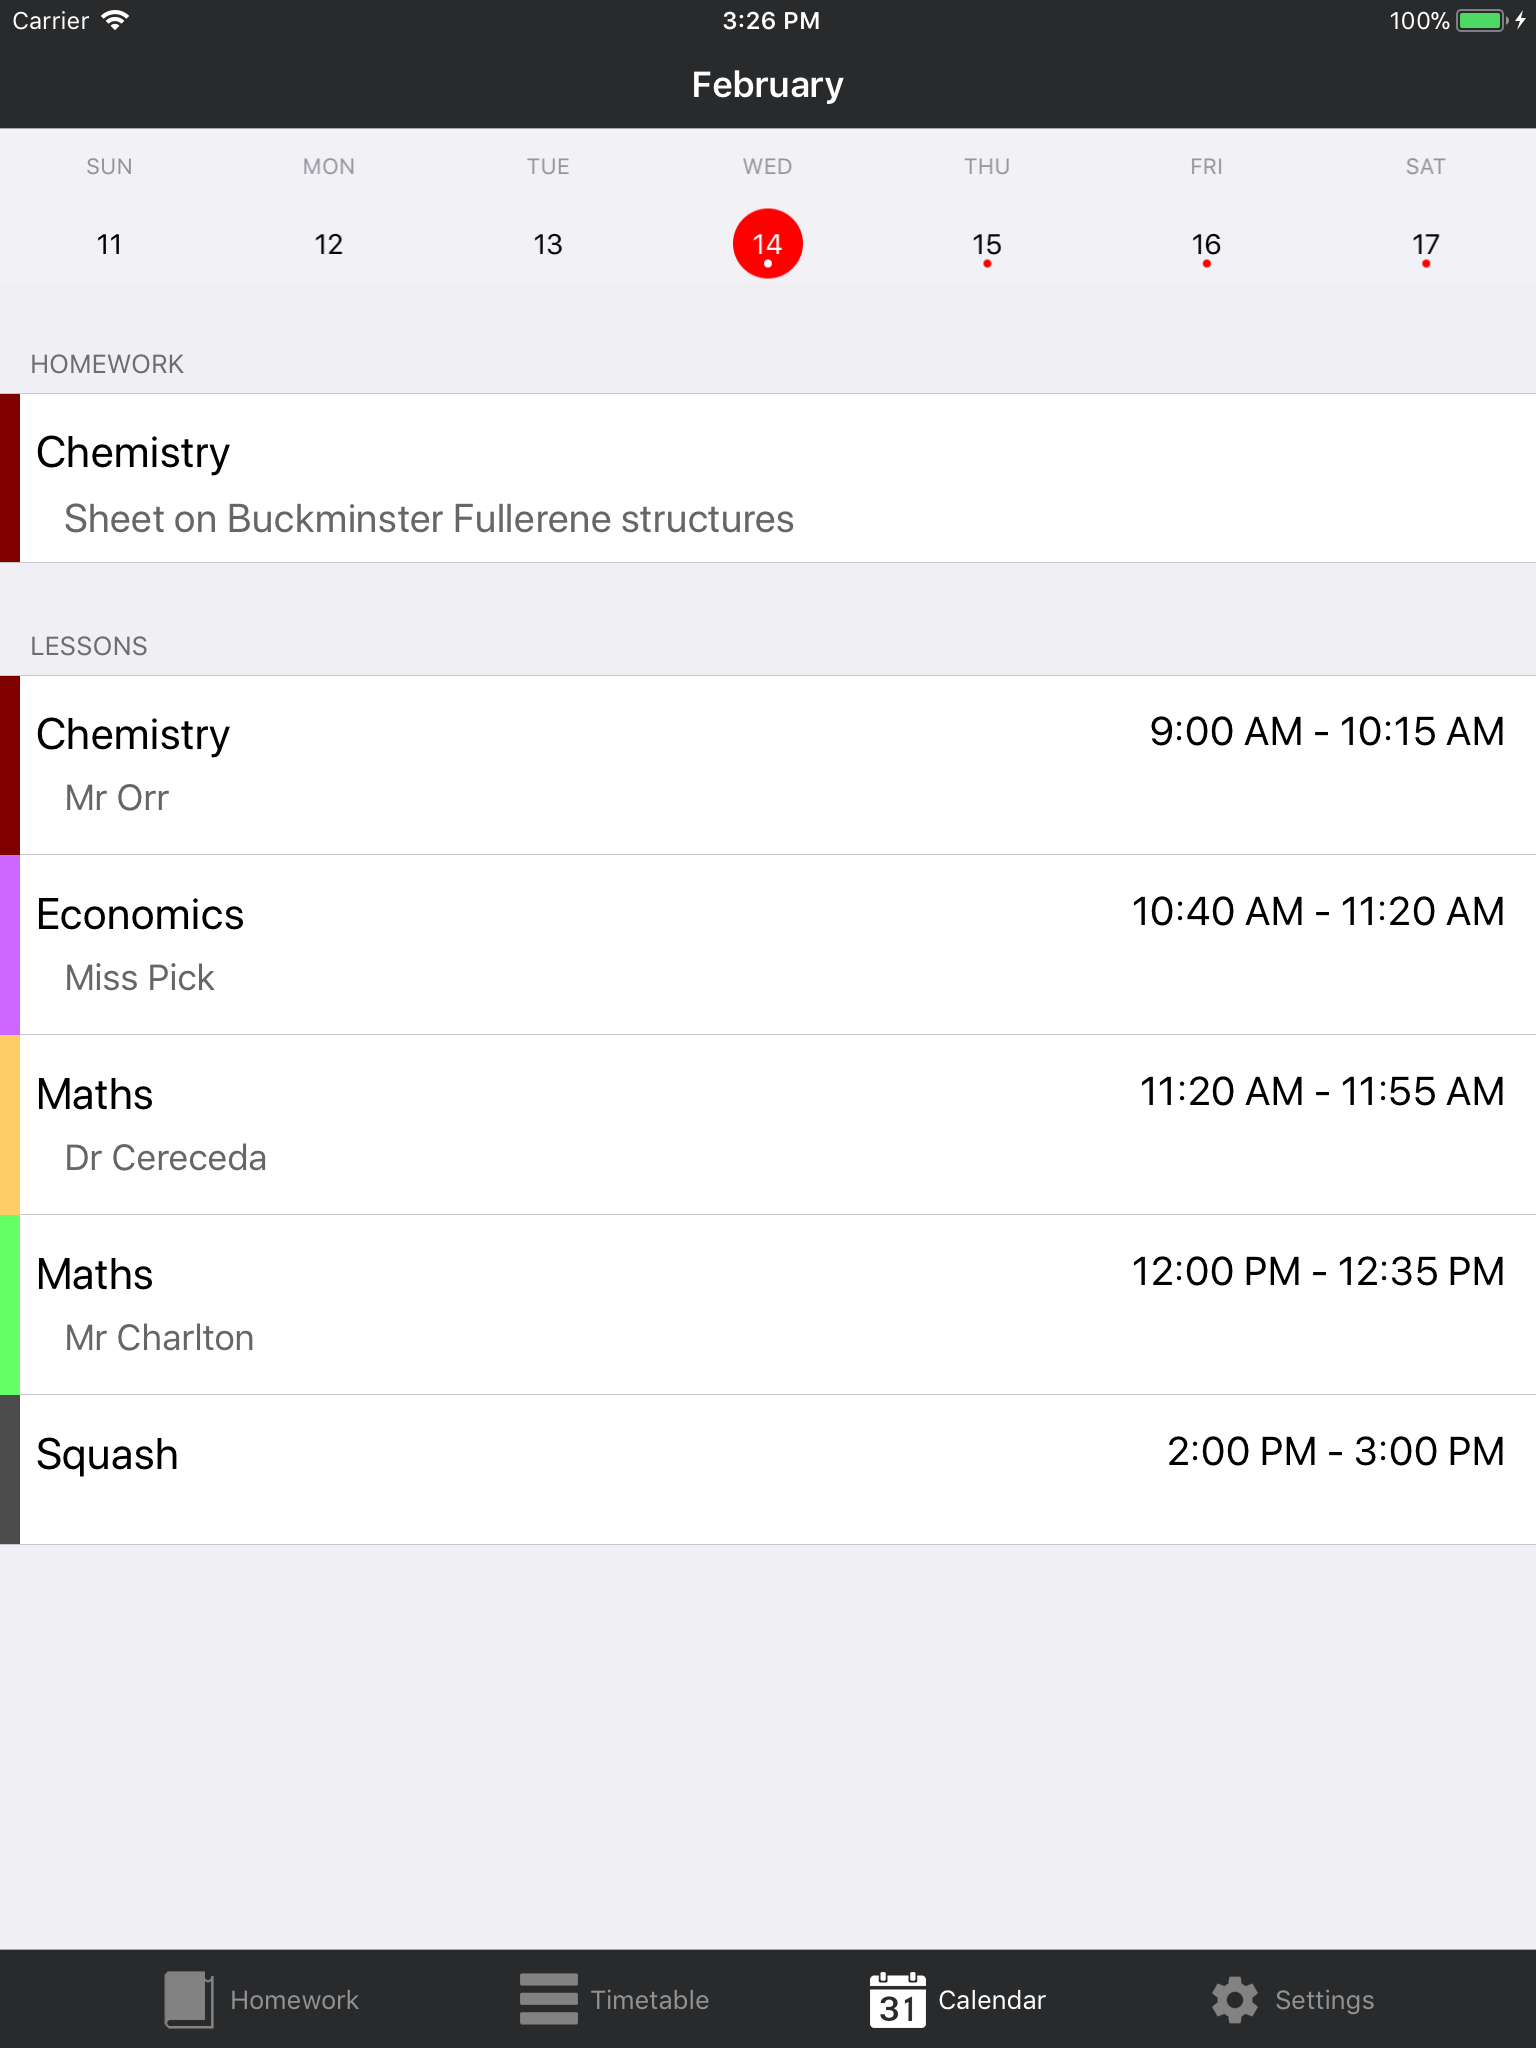 Carrier 3:26 PM 100%
February
SUN MON TUE WED THU FRI SAT
11 12 13 14 15 16 17
HOMEWORK
Chemistry
Sheet on Buckminster Fullerene structures
LESSONS
Chemistry 9:00 AM - 10:15 AM
Mr Orr
Economics 10:40 AM - 11:20 AM
Miss Pick
Maths 11:20 AM - 11:55 AM
Dr Cereceda
Maths 12:00 PM - 12:35 PM
Mr Charlton
Squash 2:00 PM - 3:00 PM
Homework Timetable 31 Calendar Settings